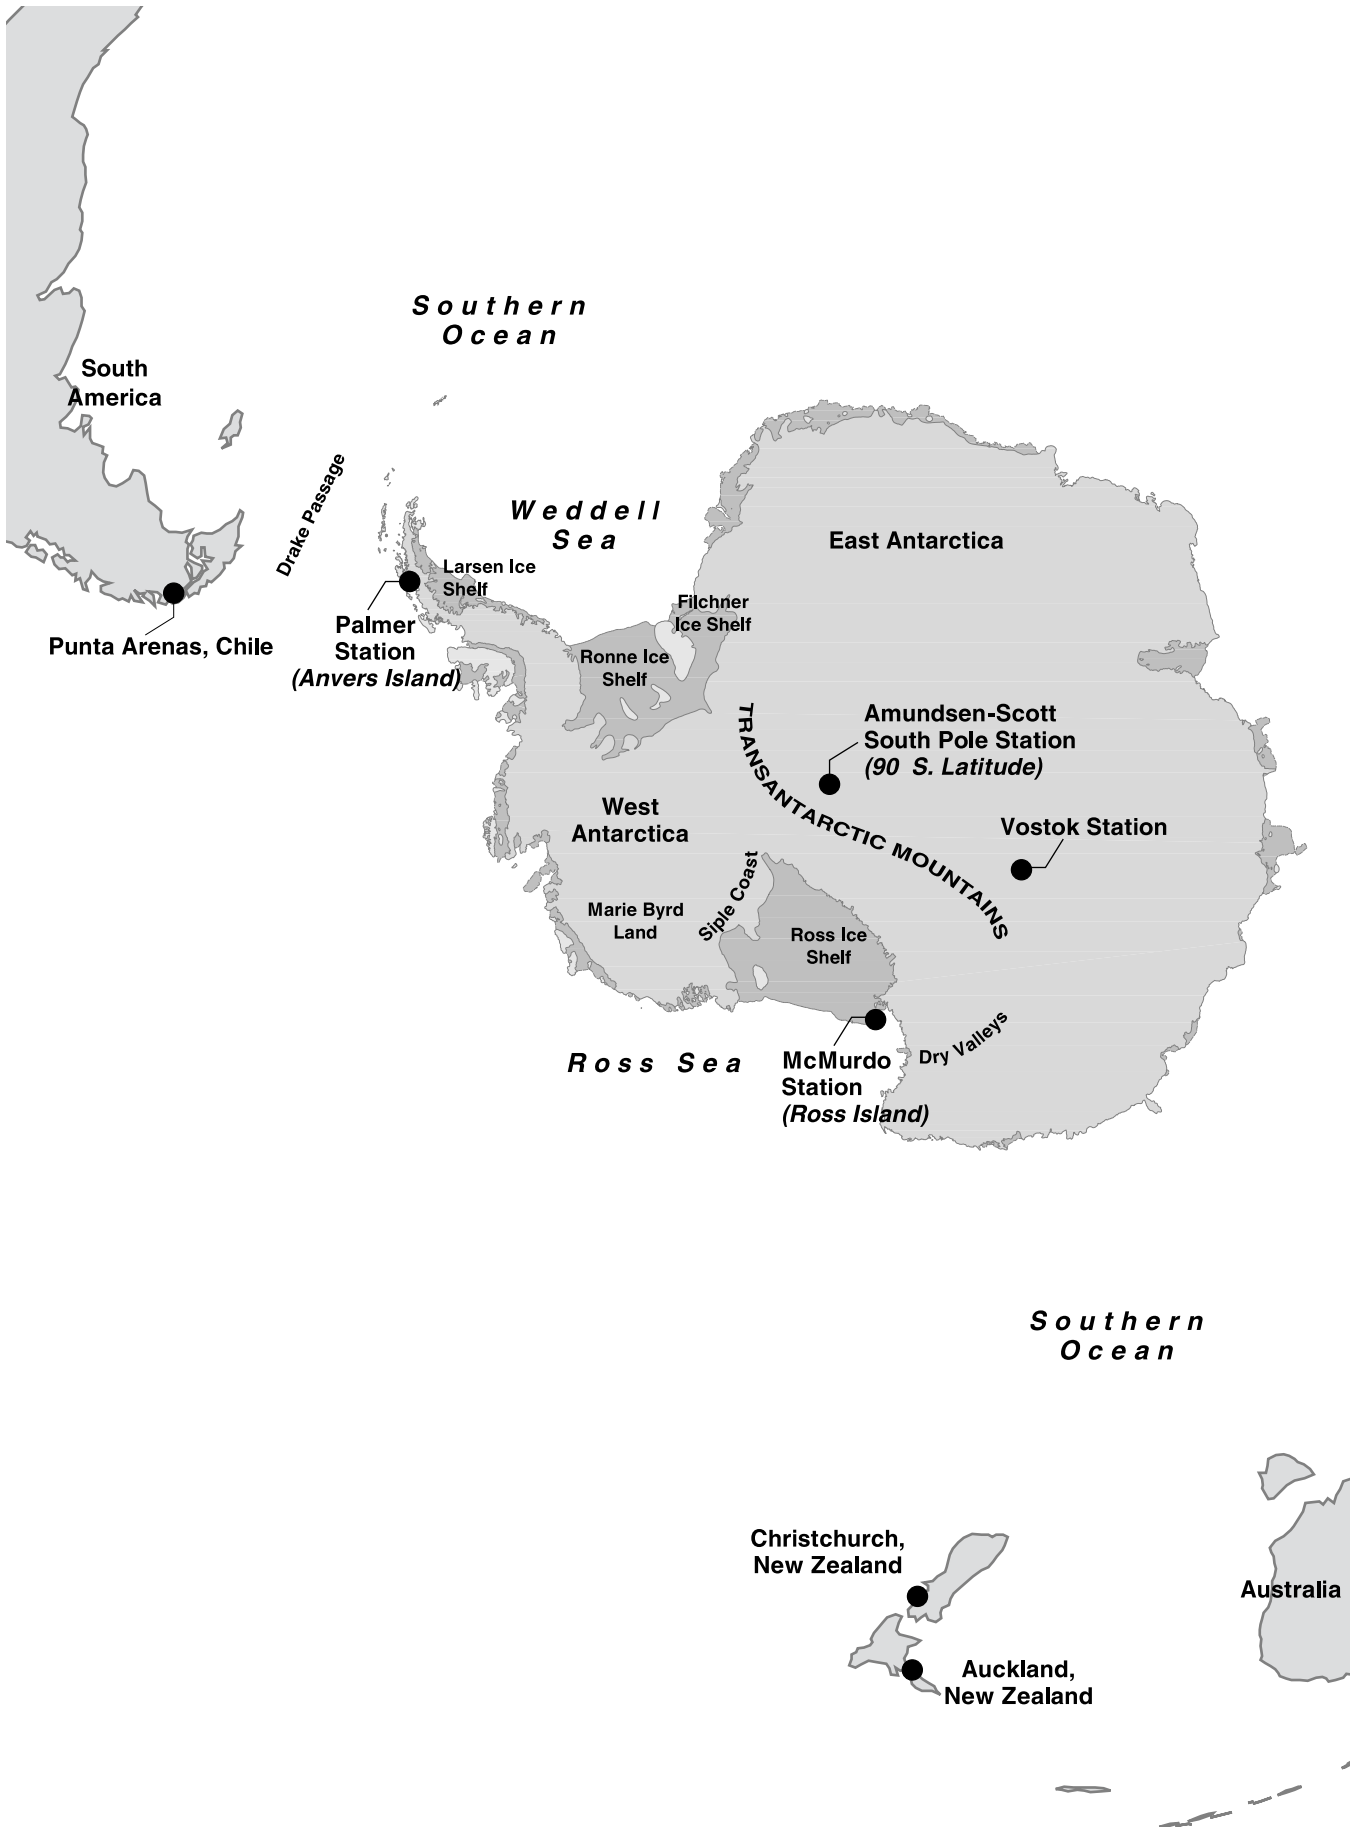 Southern
Ocean
South
America
Drake Passage
Weddell
Sea
East Antarctica
Larsen Ice
Shelf
Filchner
Ice Shelf
Palmer
Station
(Anvers Island)
Punta Arenas, Chile
Ronne Ice
Shelf
TRANSANTARCTIC MOUNTAINS
Amundsen-Scott
South Pole Station
(90 S. Latitude)
West
Antarctica
Vostok Station
Siple Coast
Marie Byrd
Land
Ross Ice
Shelf
Ross Sea
McMurdo
Station
(Ross Island)
Dry Valleys
Southern
Ocean
Christchurch,
New Zealand
Australia
Auckland,
New Zealand